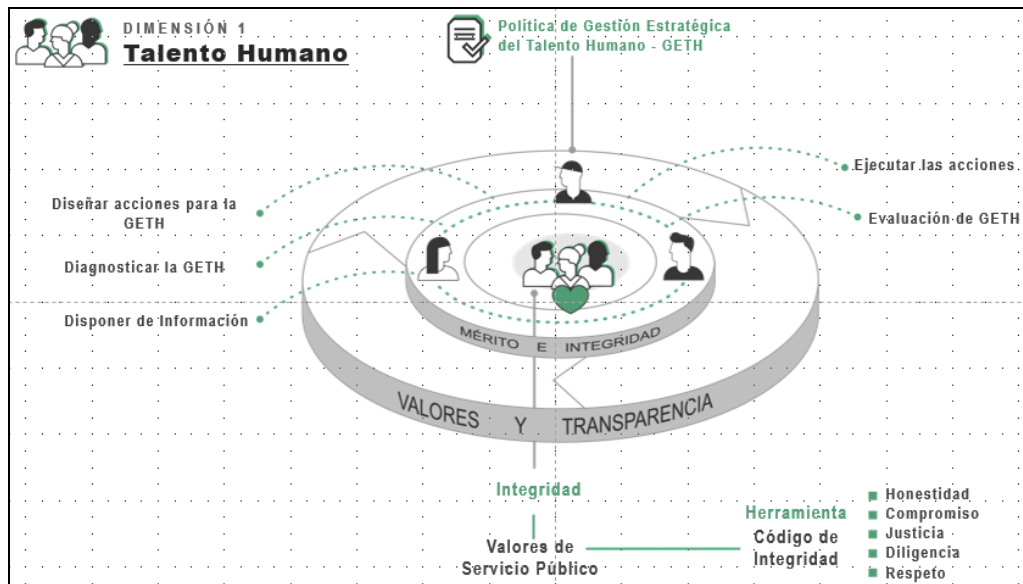 DIMENSIÓN 1
Talento Humano
Política de Gestión Estratégica
del Talento Humano - GETH
Ejecutar las acciones
Diseñar acciones para la
GETH
Evaluación de GETH
Diagnosticar la GETH
Disponer de Información
MÉRITO E INTEGRIDAD
VALORES Y TRANSPARENCIA
Integridad
Valores de
Servicio Público
Herramienta
Código de
Integridad
Honestidad
Compromiso
Justicia
Diligencia
Respeto